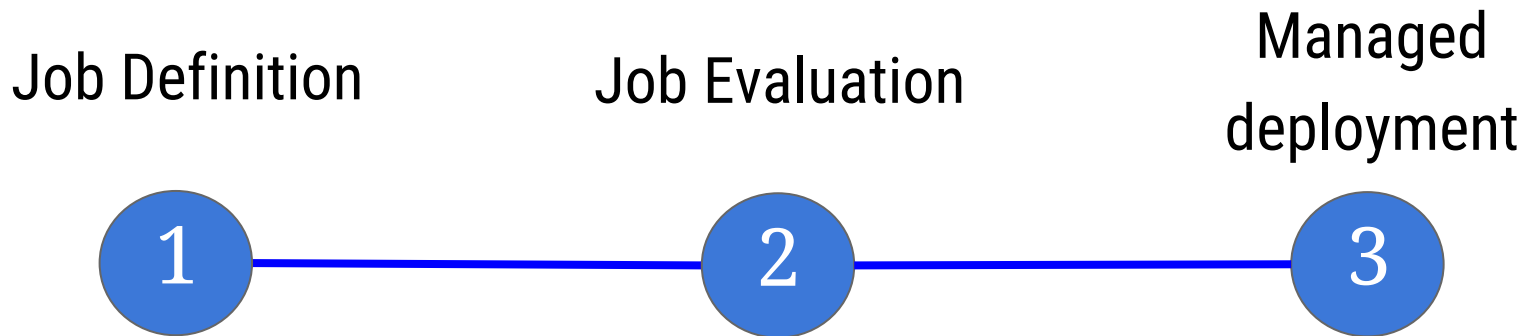 Job Definition
Job Evaluation
Managed
deployment
1
2
3